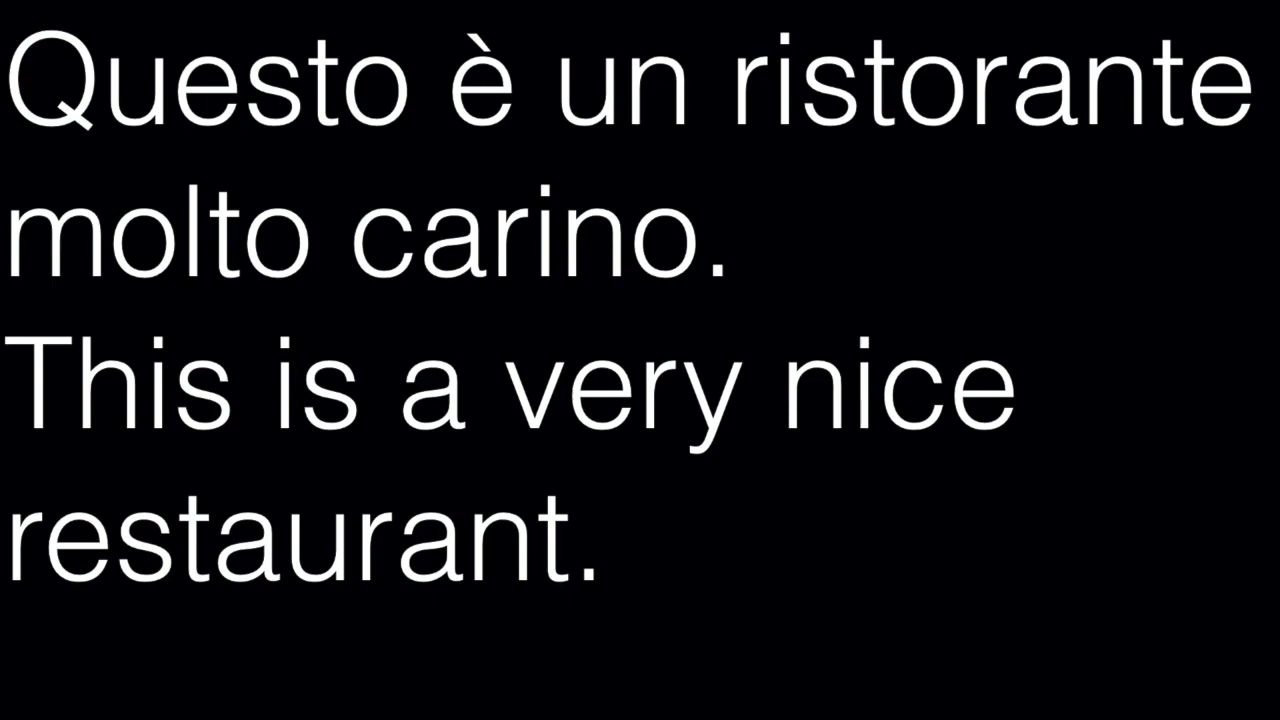 Questo è un ristorante
molto carino.
This is a very nice
restaurant.